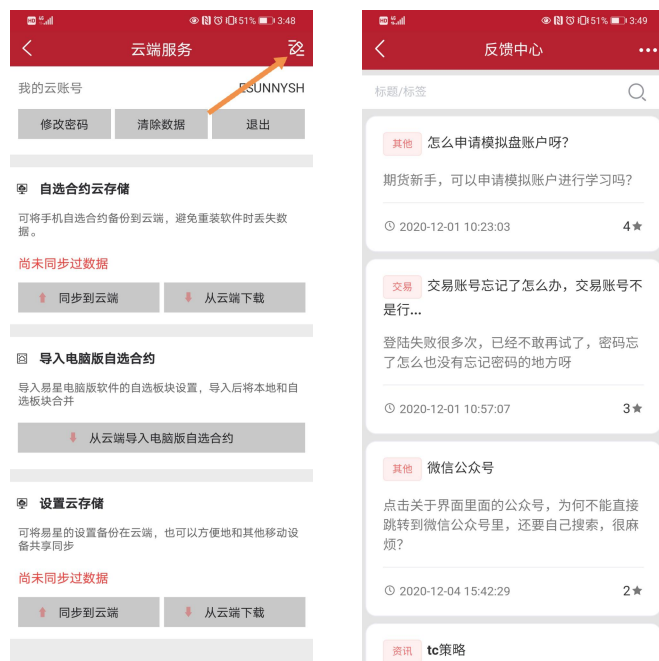 HD 4G 51% 3:48
云端服务
我的云账号 ESUNNYSH
修改密码 清除数据 退出
自选合约云存储
可将手机自选合约备份到云端，避免重装软件时丢失数
据。
尚未同步过数据
同步到云端 从云端下载
导入电脑版自选合约
导入易星电脑版软件的自选板块设置，导入后将本地和自
选板块合并
从云端导入电脑版自选合约
设置云存储
可将易星的设置备份在云端，也可以方便地和其他移动设
备共享同步
尚未同步过数据
同步到云端 从云端下载
HD 4G 51% 3:49
反馈中心
标题/标签
其他 怎么申请模拟盘账户呀？
期货新手，可以申请模拟账户进行学习吗？
2020-12-01 10:23:03 4★
交易 交易账号忘记了怎么办，交易账号不
是行...
登陆失败很多次，已经不敢再试了，密码忘
了怎么也没有忘记密码的地方呀
2020-12-01 10:57:07 3★
其他 微信公众号
点击关于界面里面的公众号，为何不能直接
跳转到微信公众号里，还要自己搜索，很麻
烦？
2020-12-04 15:42:29 2★
资讯 tc策略